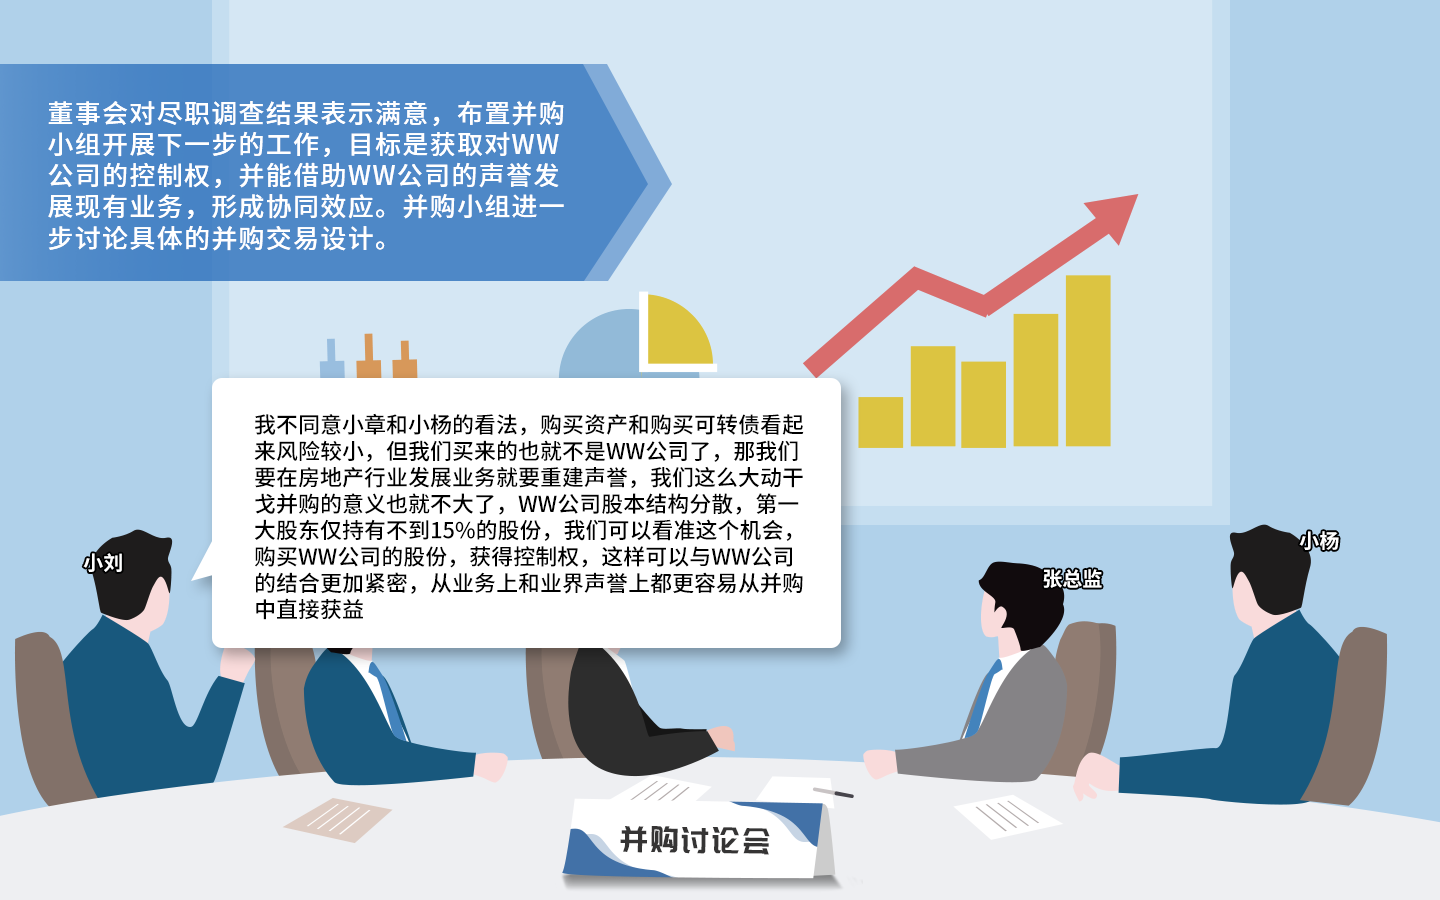 董事会对尽职调查结果表示满意，布置并购
小组开展下一步的工作，目标是获取对WW
公司的控制权，并能借助WW公司的声誉发
展现有业务，形成协同效应。并购小组进一
步讨论具体的并购交易设计。
我不同意小章和小杨的看法，购买资产和购买可转债看起
来风险较小，但我们买来的也就不是WW公司了，那我们
要在房地产行业发展业务就要重建声誉，我们这么大动干
戈并购的意义也就不大了，WW公司股本结构分散，第一
大股东仅持有不到15%的股份，我们可以看准这个机会，
购买WW公司的股份，获得控制权，这样可以与WW公司
的结合更加紧密，从业务上和业界声誉上都更容易从并购
中直接获益
小刘
张总监
小杨
并购讨论会